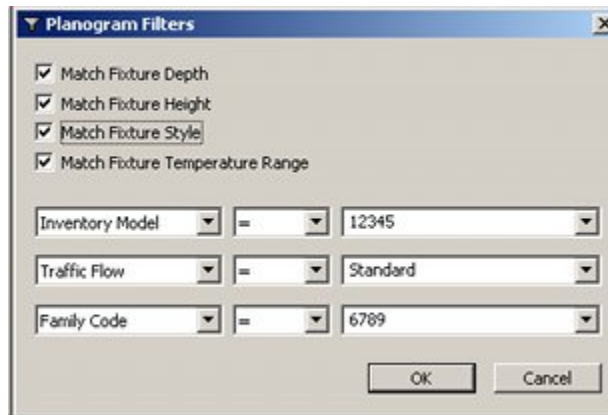 Planogram Filters
Match Fixture Depth
Match Fixture Height
Match Fixture Style
Match Fixture Temperature Range
Inventory Model = 12345
Traffic Flow = Standard
Family Code = 6789
OK Cancel